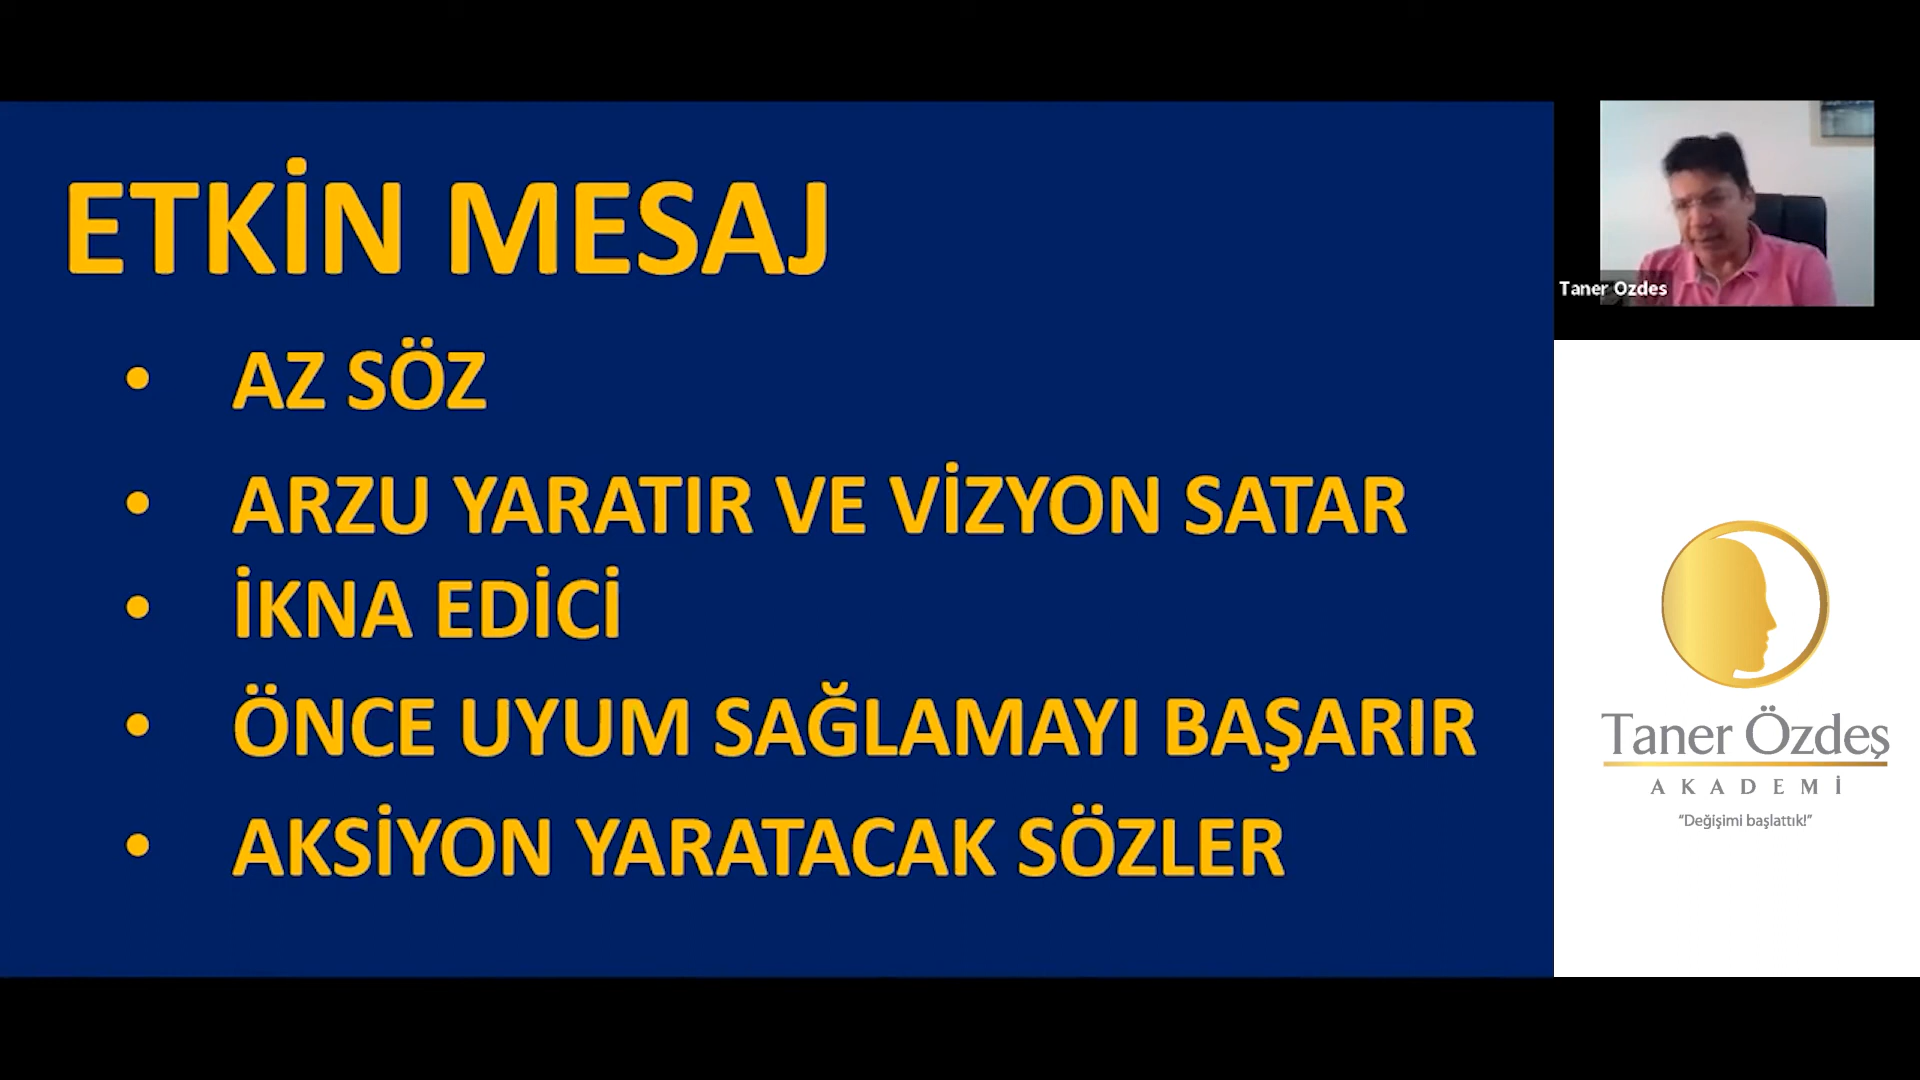 ETKİN MESAJ
• AZ SÖZ
• ARZU YARATIR VE VİZYON SATAR
• İKNA EDİCİ
• ÖNCE UYUM SAĞLAMAYI BAŞARIR
• AKSİYON YARATACAK SÖZLER
Taner Ozdes
Taner Özdeş
AKADEMİ
“Değişimi başlattık!”